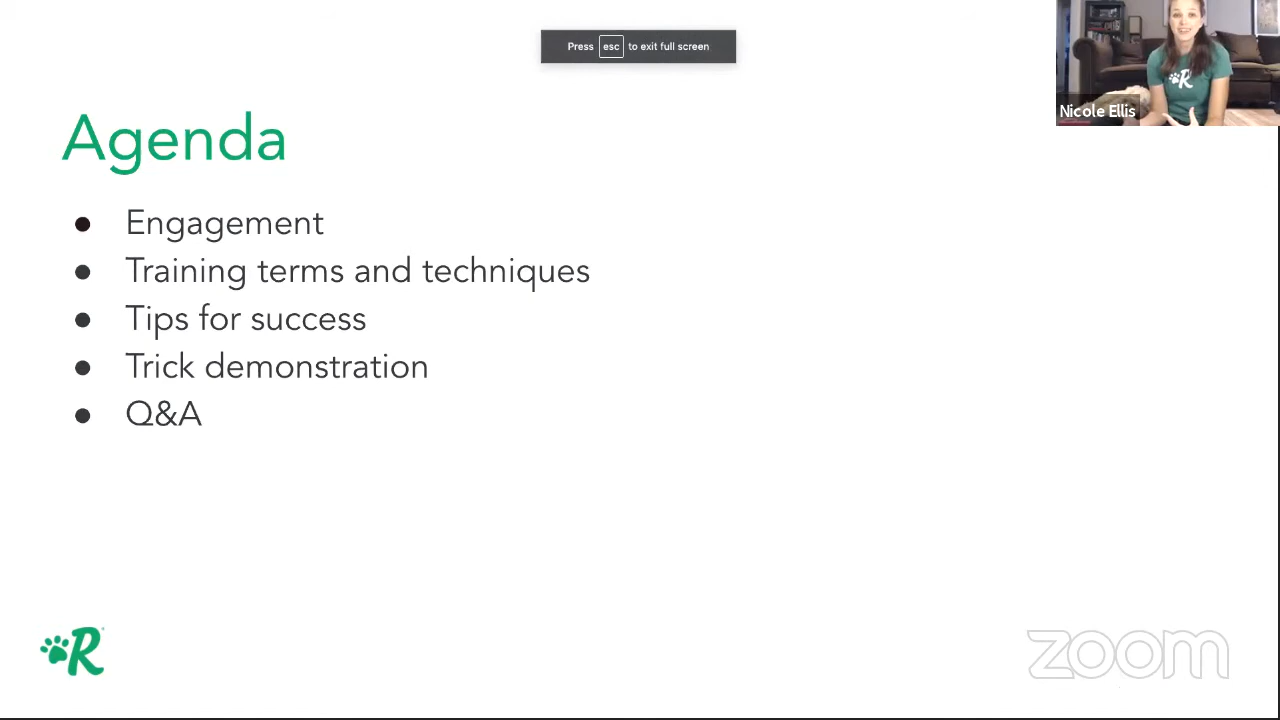 Press esc to exit full screen
Nicole Ellis
R
Agenda
Engagement
Training terms and techniques
Tips for success
Trick demonstration
Q&A
R
zoom